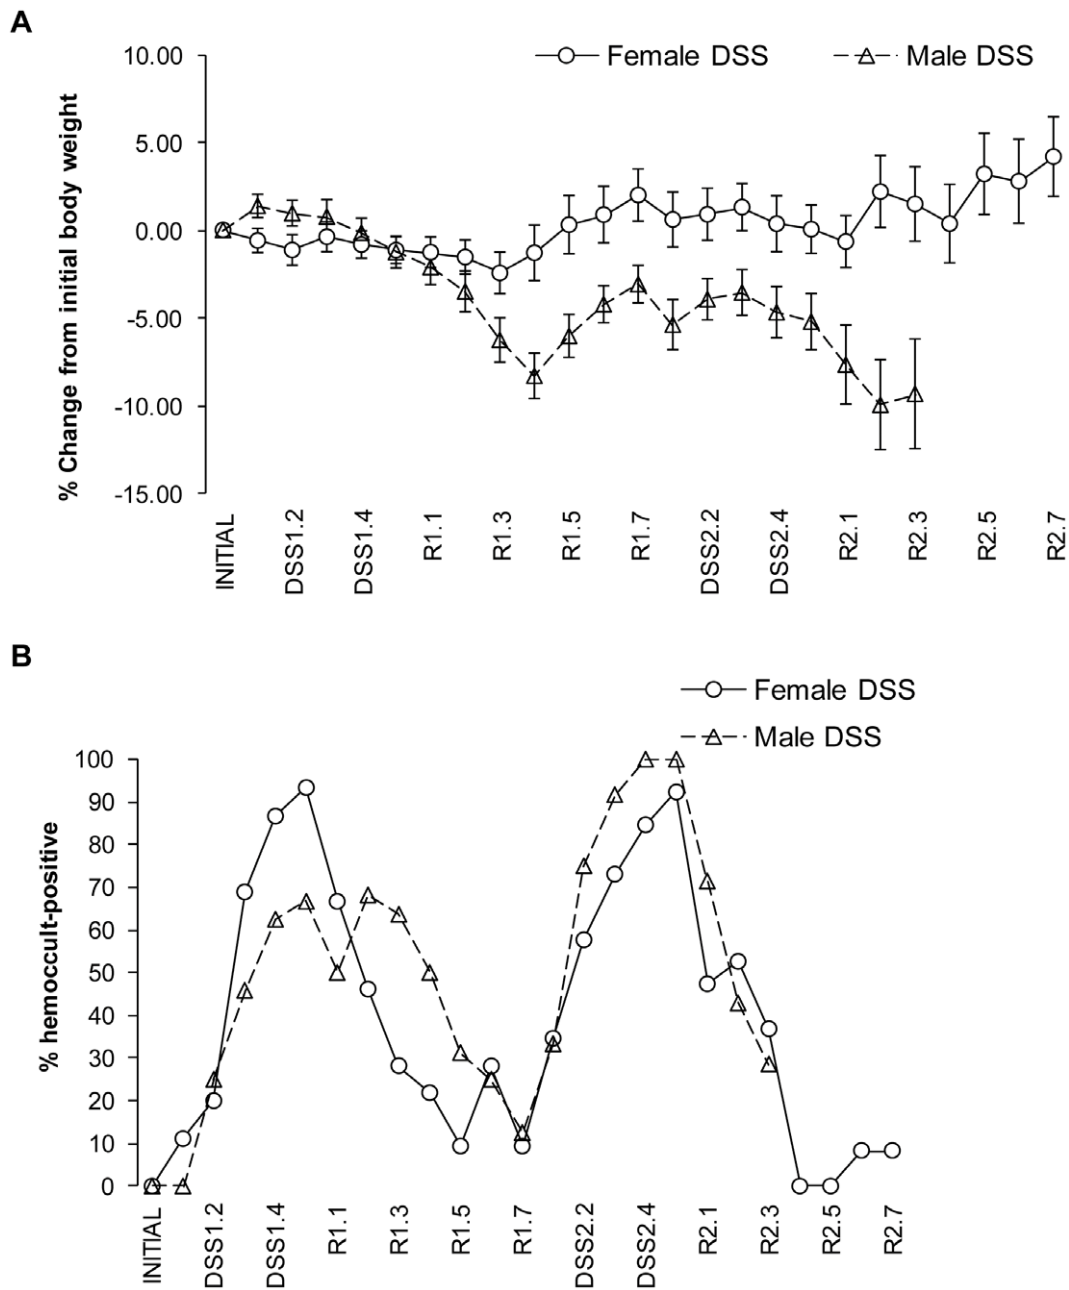 A
Female DSS
Male DSS
% Change from initial body weight
10.00
5.00
0.00
-5.00
-10.00
-15.00
INITIAL
DSS1.2
DSS1.4
R1.1
R1.3
R1.5
R1.7
DSS2.2
DSS2.4
R2.1
R2.3
R2.5
R2.7
B
Female DSS
Male DSS
% hemoccult-positive
100
90
80
70
60
50
40
30
20
10
0
INITIAL
DSS1.2
DSS1.4
R1.1
R1.3
R1.5
R1.7
DSS2.2
DSS2.4
R2.1
R2.3
R2.5
R2.7